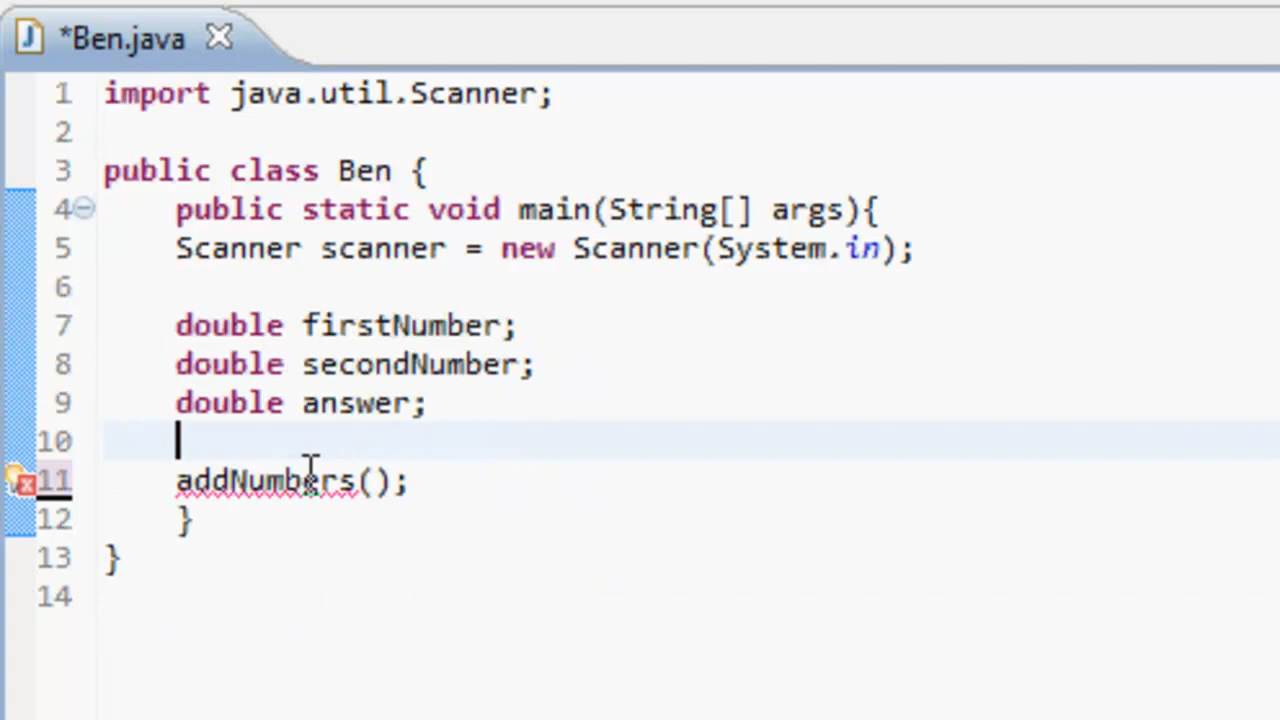 *Ben.java
1 import java.util.Scanner;
2
3 public class Ben {
4 public static void main(String[] args){
5 Scanner scanner = new Scanner(System.in);
6
7 double firstNumber;
8 double secondNumber;
9 double answer;
10
11 addNumbers();
12 }
13 }
14